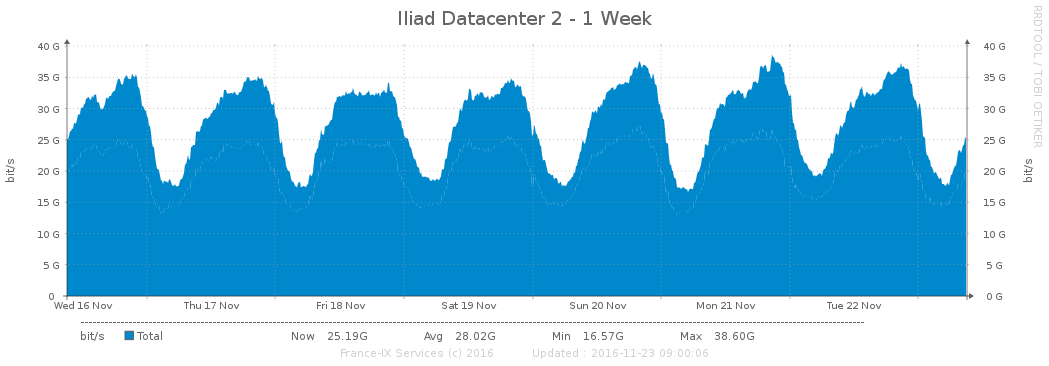 Iliad Datacenter 2 - 1 Week
RRDTOOL / TOBI OETIKER
40 G 40 G
35 G 35 G
30 G 30 G
25 G 25 G
20 G 20 G
15 G 15 G
10 G 10 G
5 G 5 G
0 0 G
bit/s
bit/s
Wed 16 Nov Thu 17 Nov Fri 18 Nov Sat 19 Nov Sun 20 Nov Mon 21 Nov Tue 22 Nov
bit/s Total Now 25.19G Avg 28.02G Min 16.57G Max 38.60G
France-IX Services (c) 2016 Updated : 2016-11-23 09:00:06